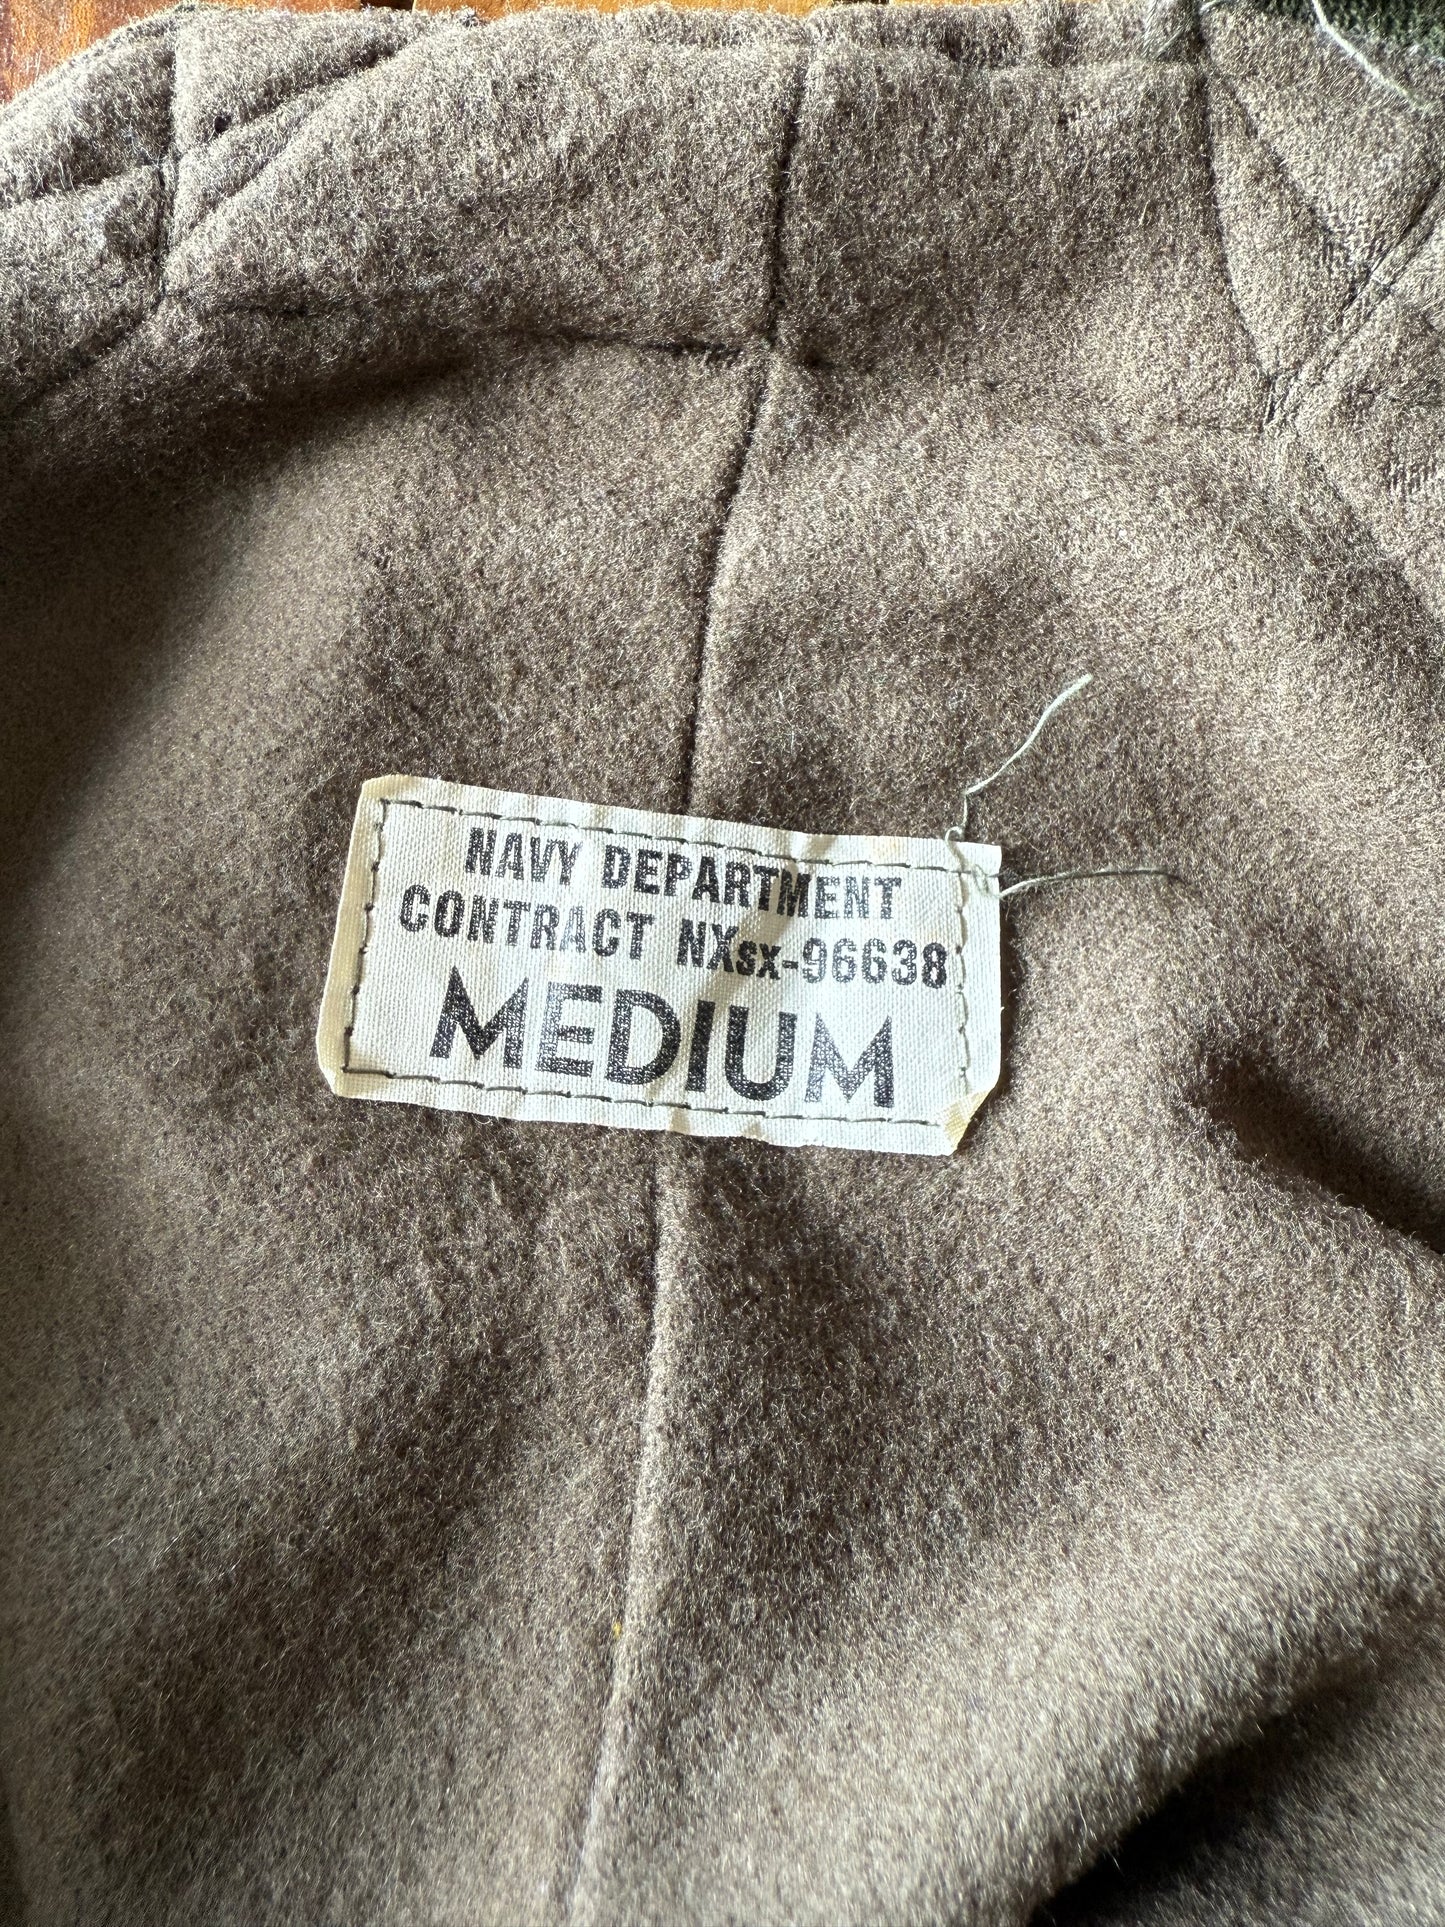 NAVY DEPARTMENT
CONTRACT NXsx-96638
MEDIUM